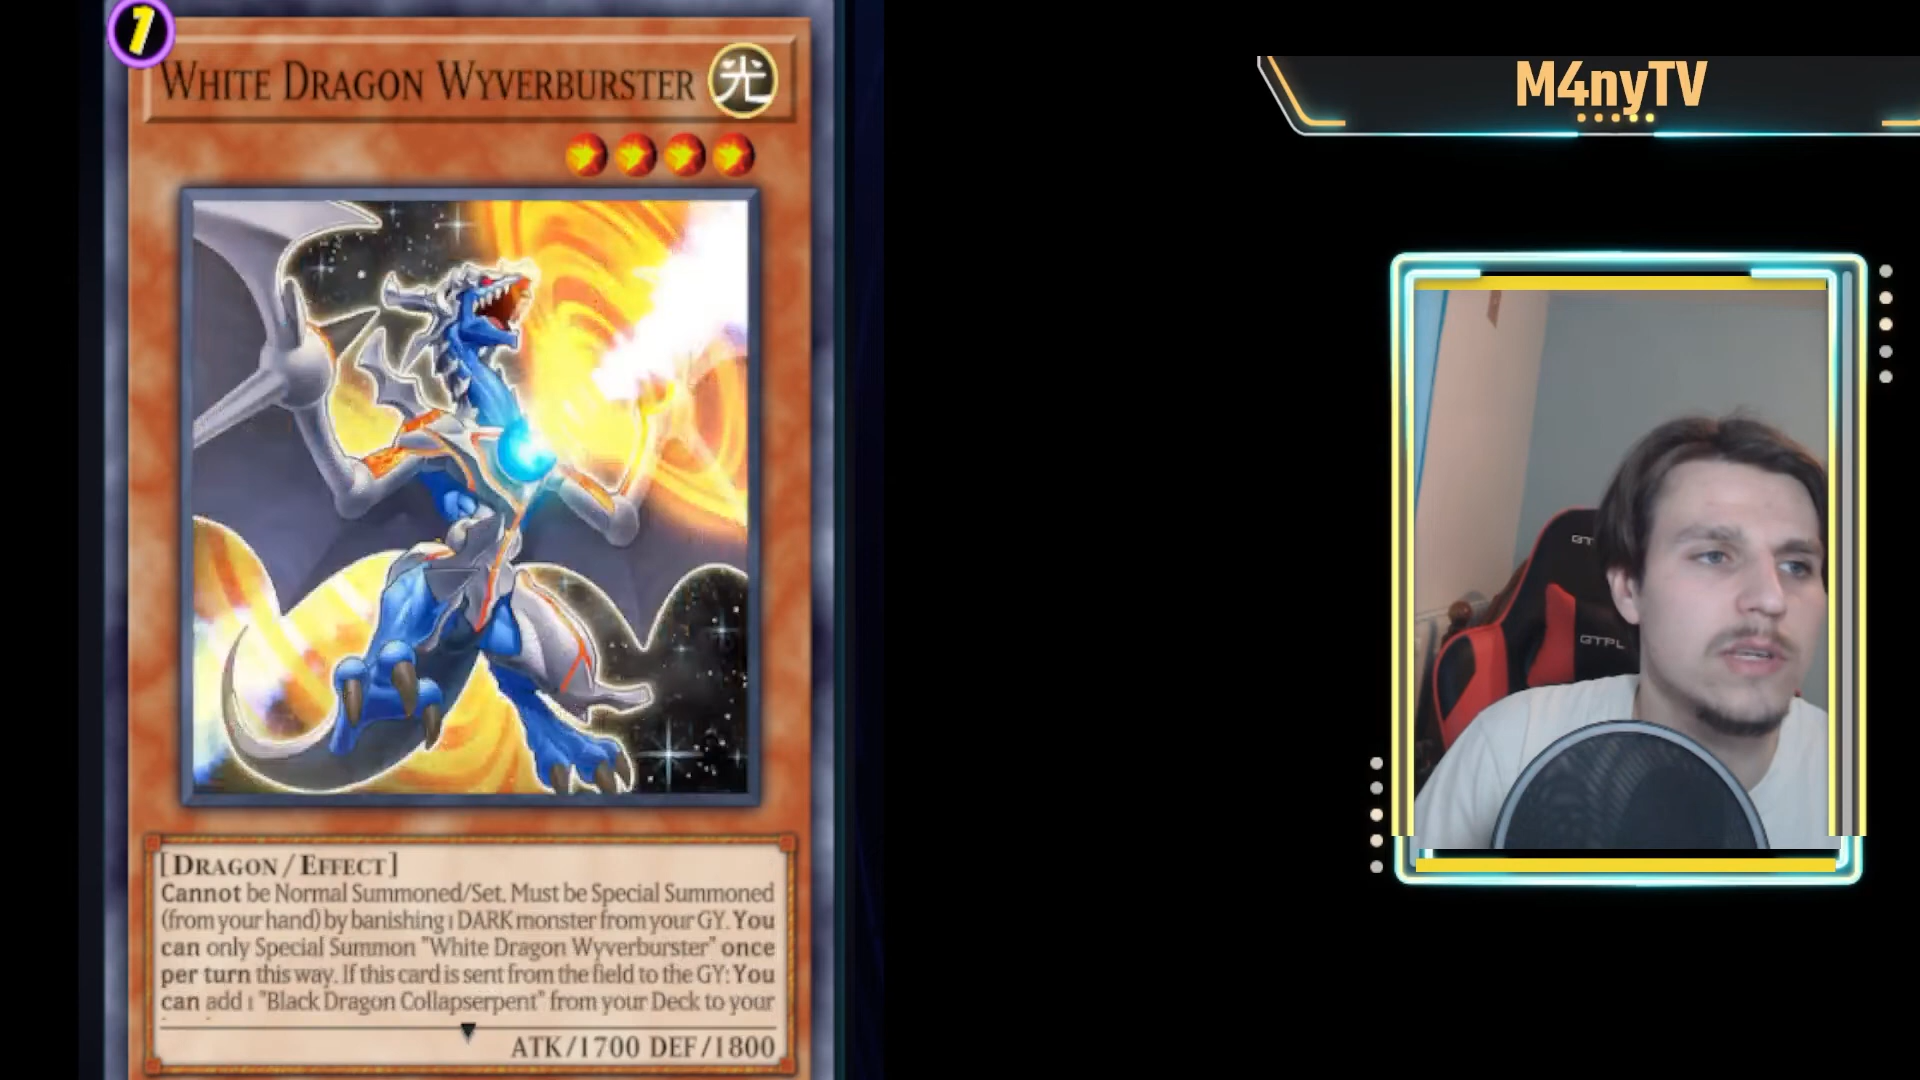 1
WHITE DRAGON WYVERBURSTER
光
M4nyTV
GTPL
[DRAGON/EFFECT]
Cannot be Normal Summoned/Set. Must be Special Summoned
(from your hand) by banishing 1 DARK monster from your GY. You
can only Special Summon "White Dragon Wyverburster" once
per turn this way. If this card is sent from the field to the GY: You
can add 1 "Black Dragon Collapserpent" from your Deck to your
ATK/1700 DEF/1800